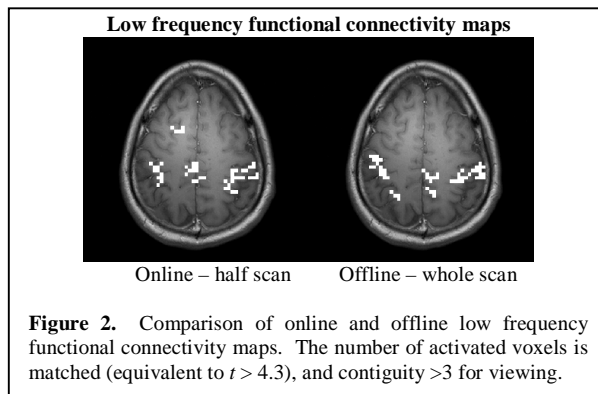 Low frequency functional connectivity maps
Online – half scan
Offline – whole scan
Figure 2. Comparison of online and offline low frequency
functional connectivity maps. The number of activated voxels is
matched (equivalent to t > 4.3), and contiguity >3 for viewing.